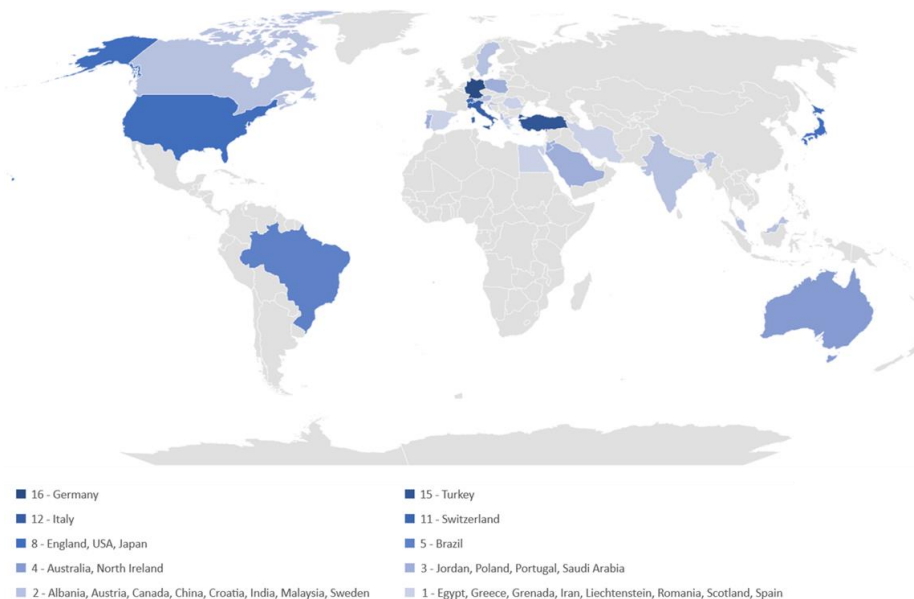 16 - Germany
15 - Turkey
12 - Italy
11 - Switzerland
8 - England, USA, Japan
5 - Brazil
4 - Australia, North Ireland
3 - Jordan, Poland, Portugal, Saudi Arabia
2 - Albania, Austria, Canada, China, Croatia, India, Malaysia, Sweden
1 - Egypt, Greece, Grenada, Iran, Liechtenstein, Romania, Scotland, Spain